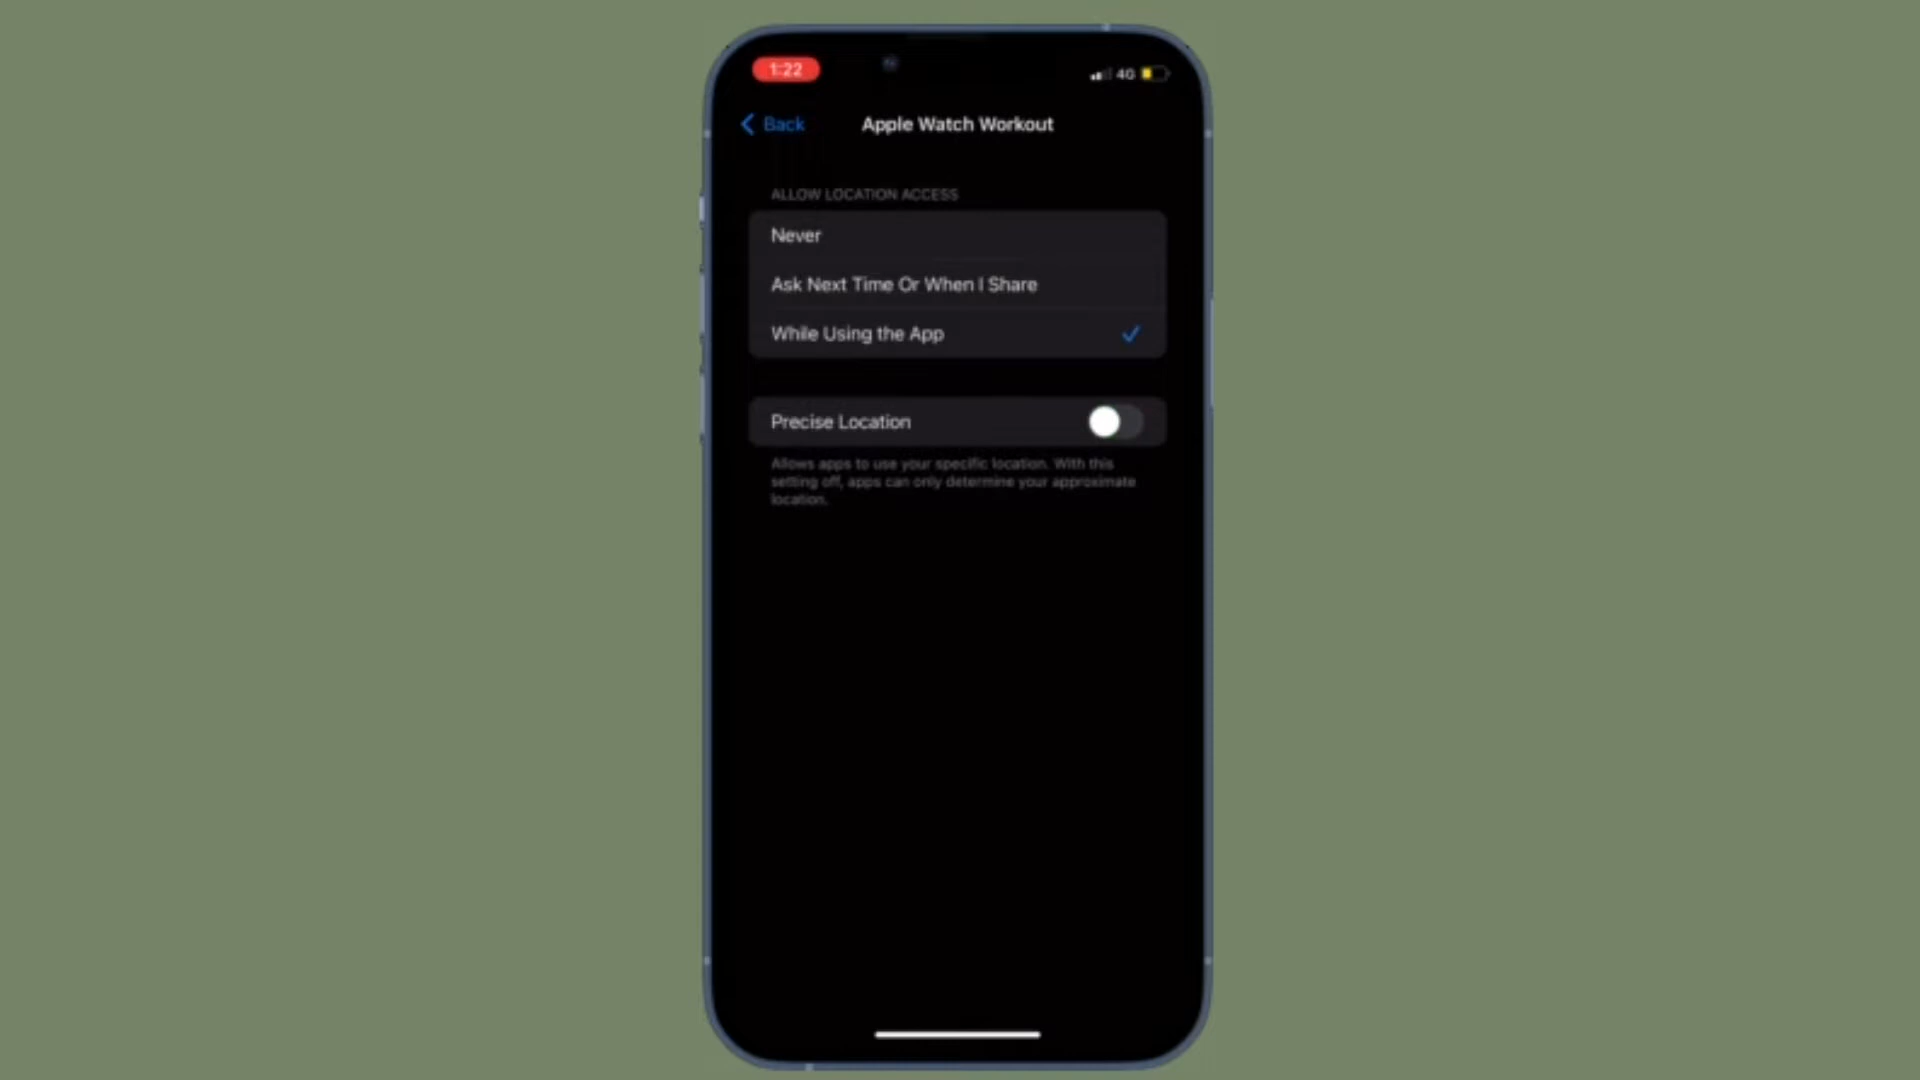 1:22
4G
Back
Apple Watch Workout
ALLOW LOCATION ACCESS
Never
Ask Next Time Or When I Share
While Using the App
Precise Location
Allows apps to use your specific location. With this
setting off, apps can only determine your approximate
location.